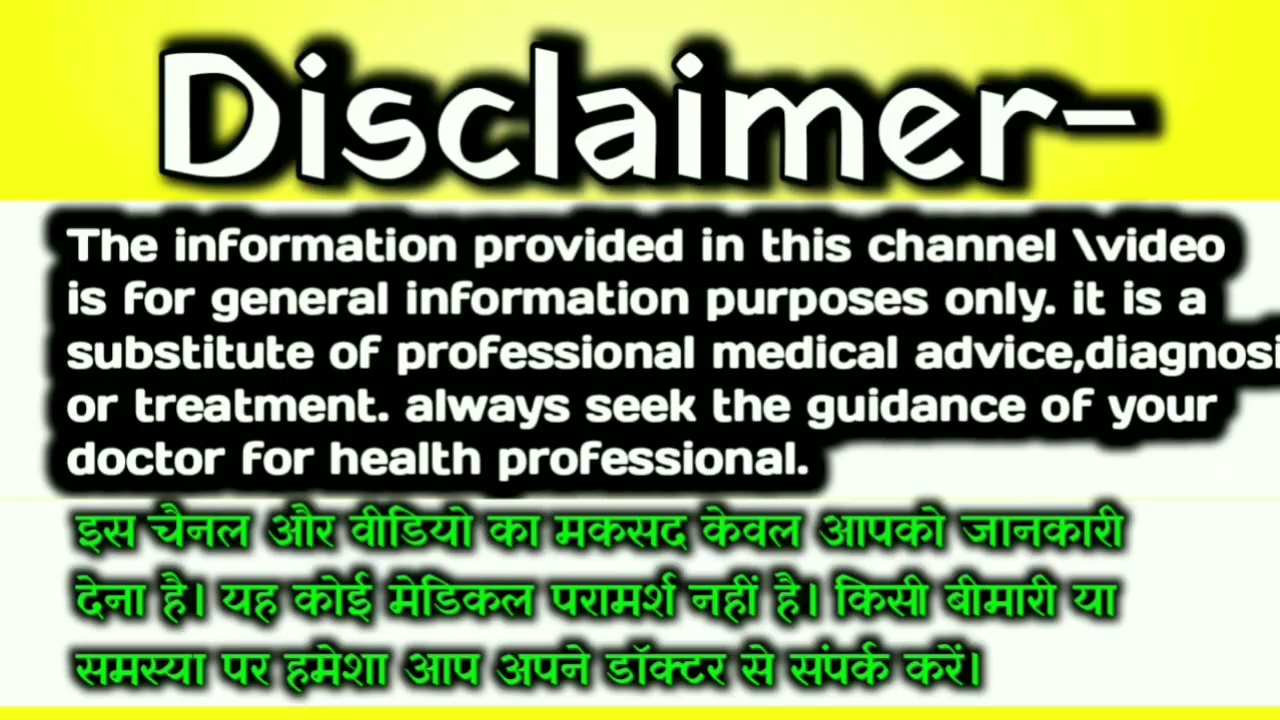 Disclaimer-
The information provided in this channel \video
is for general information purposes only. it is a
substitute of professional medical advice,diagnosi
or treatment. always seek the guidance of your
doctor for health professional.
इस चैनल और वीडियो का मकसद केवल आपको जानकारी
देना है। यह कोई मेडिकल परामर्श नहीं है। किसी बीमारी या
समस्या पर हमेशा आप अपने डॉक्टर से संपर्क करें।